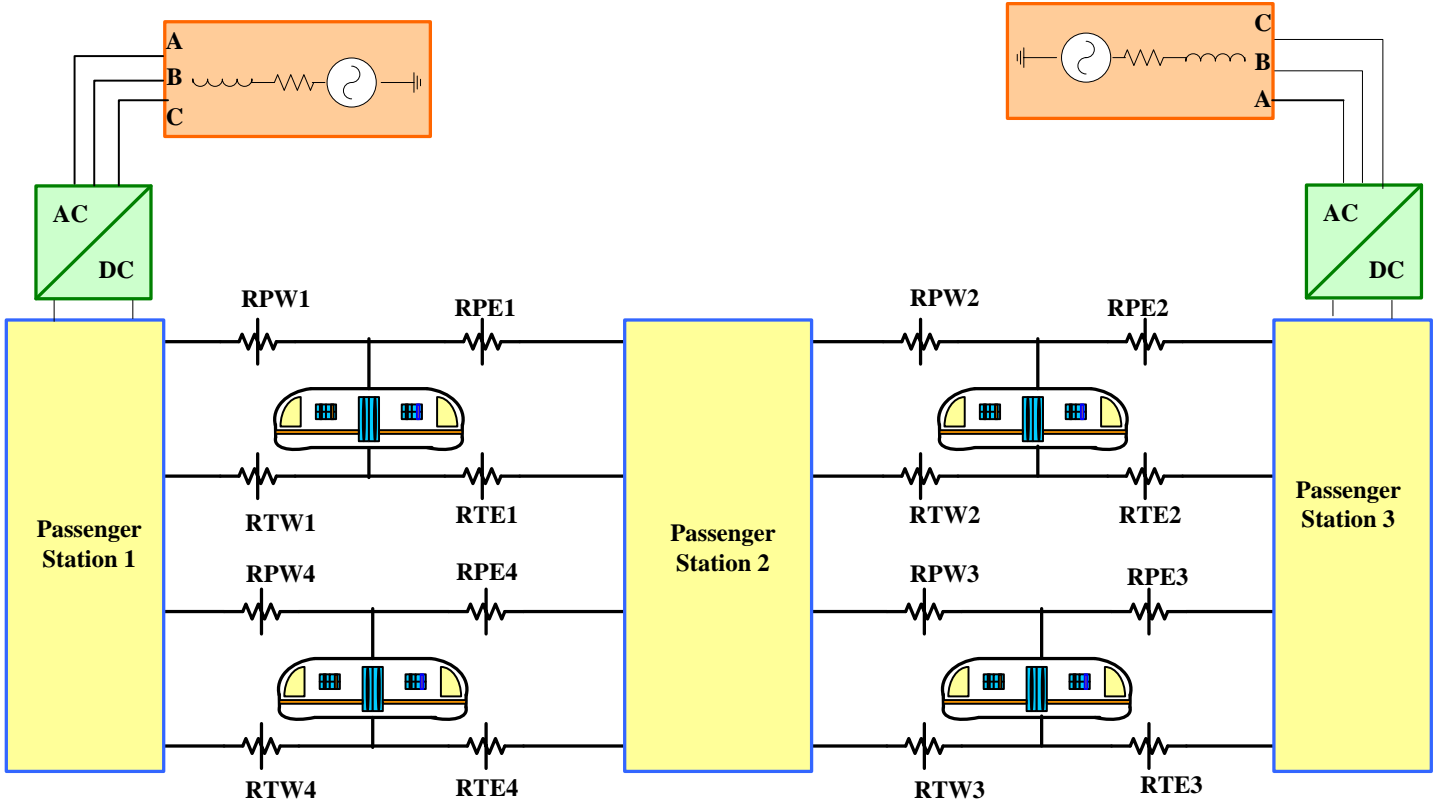 A
B
C
C
B
A
AC
DC
AC
DC
RPW1
RPE1
RPW2
RPE2
RTW1
RTE1
RTW2
RTE2
Passenger
Station 1
Passenger
Station 2
Passenger
Station 3
RPW4
RPE4
RPW3
RPE3
RTW4
RTE4
RTW3
RTE3